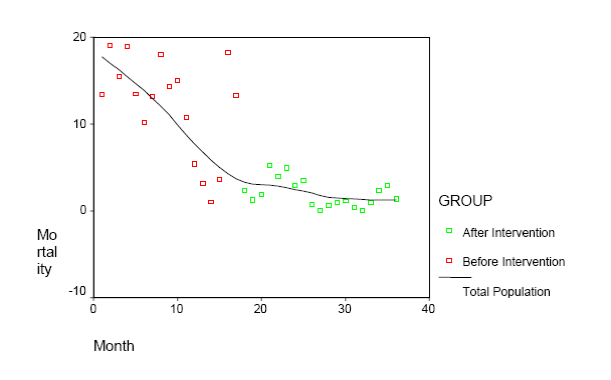 20
10
0
-10
Mo
rtal
ity
0
10
20
30
40
Month
GROUP
After Intervention
Before Intervention
Total Population